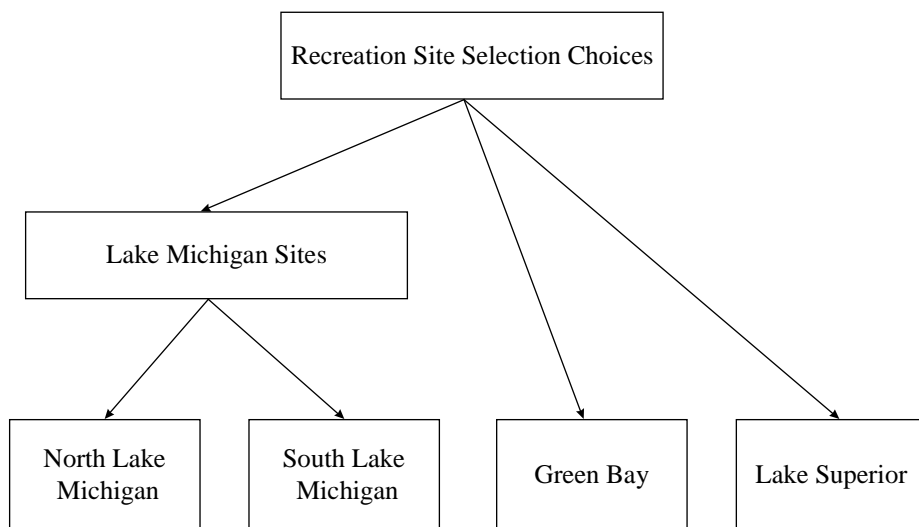 Recreation Site Selection Choices
Lake Michigan Sites
North Lake
Michigan
South Lake
Michigan
Green Bay
Lake Superior